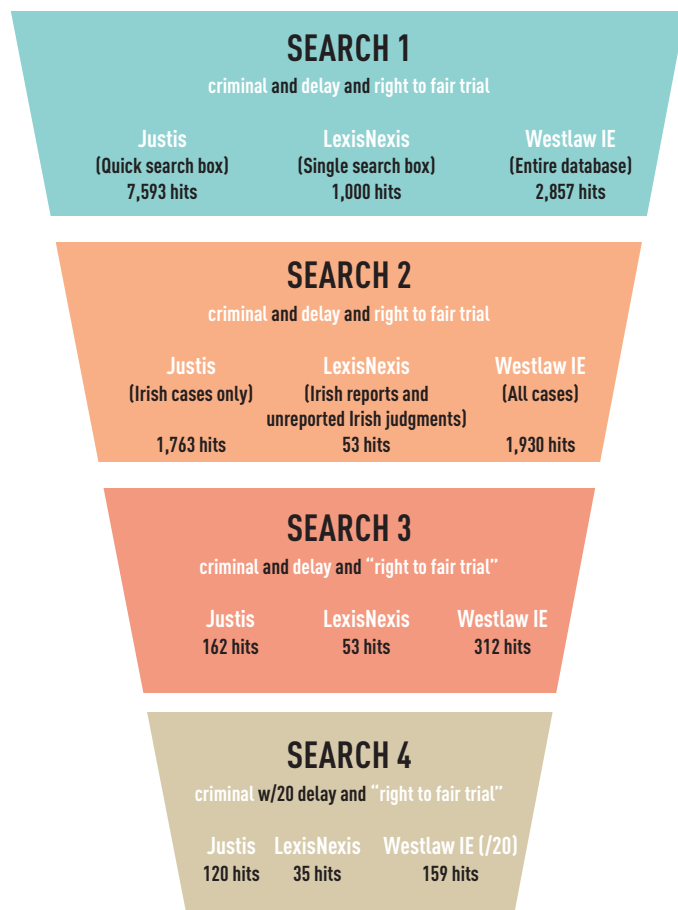 SEARCH 1
criminal and delay and right to fair trial
Justis LexisNexis Westlaw IE
(Quick search box) (Single search box) (Entire database)
7,593 hits 1,000 hits 2,857 hits
SEARCH 2
criminal and delay and right to fair trial
Justis LexisNexis Westlaw IE
(Irish cases only) (Irish reports and (All cases)
unreported Irish judgments)
1,763 hits 53 hits 1,930 hits
SEARCH 3
criminal and delay and “right to fair trial”
Justis LexisNexis Westlaw IE
162 hits 53 hits 312 hits
SEARCH 4
criminal w/20 delay and “right to fair trial”
Justis LexisNexis Westlaw IE (/20)
120 hits 35 hits 159 hits